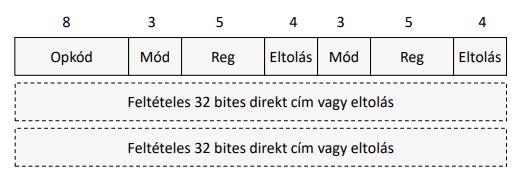 8 3 5 4 3 5 4
Opkód Mód Reg Eltolás Mód Reg Eltolás
Feltételes 32 bites direkt cím vagy eltolás
Feltételes 32 bites direkt cím vagy eltolás